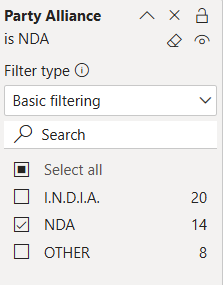 Party Alliance
is NDA
Filter type
Basic filtering
Search
Select all
I.N.D.I.A. 20
NDA 14
OTHER 8